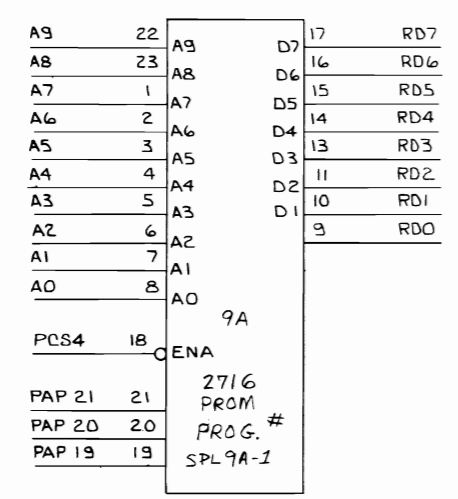 A9 22 A9 D7 17 RD7
A8 23 A8 D6 16 RD6
A7 1 A7 D5 15 RD5
A6 2 A6 D4 14 RD4
A5 3 A5 D3 13 RD3
A4 4 A4 D2 11 RD2
A3 5 A3 D1 10 RD1
A2 6 A2 9 RD0
A1 7 A1
A0 8 A0
9A
PCS4 18 ENA
2716
PAP 21 21 PROM
PAP 20 20 PROG. #
PAP 19 19 SPL9A-1